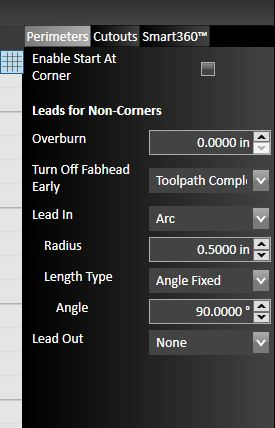 Perimeters Cutouts Smart360™
Enable Start At
Corner
Leads for Non-Corners
Overburn 0.0000 in
Turn Off Fabhead
Early Toolpath Compl
Lead In Arc
Radius 0.5000 in
Length Type Angle Fixed
Angle 90.0000 °
Lead Out None